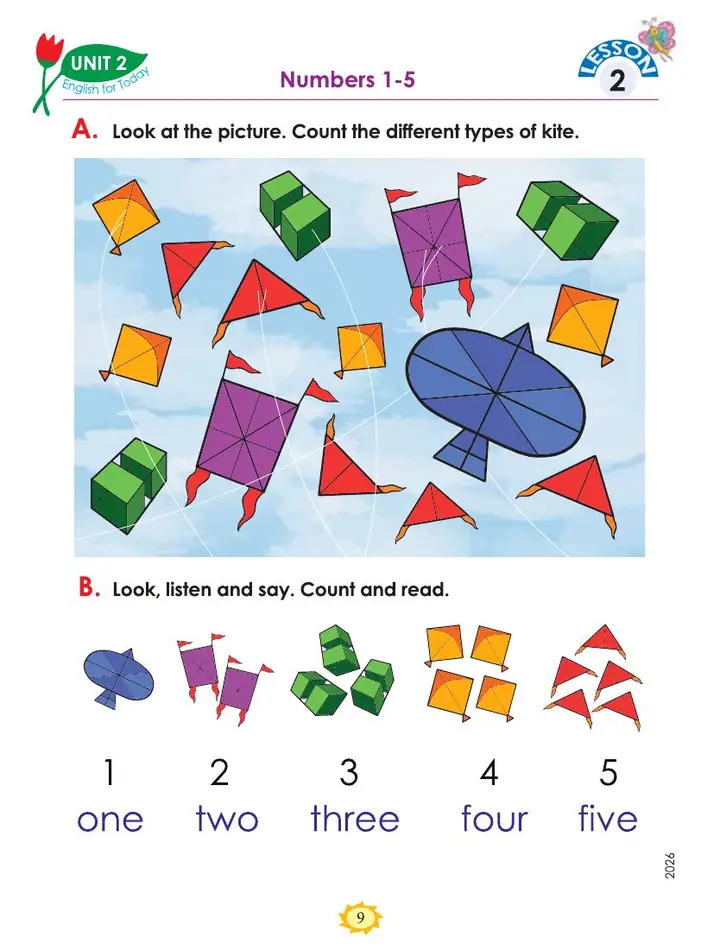 UNIT 2
English for Today
LESSON
2
Numbers 1-5
A. Look at the picture. Count the different types of kite.
B. Look, listen and say. Count and read.
1 2 3 4 5
one two three four five
2026
9